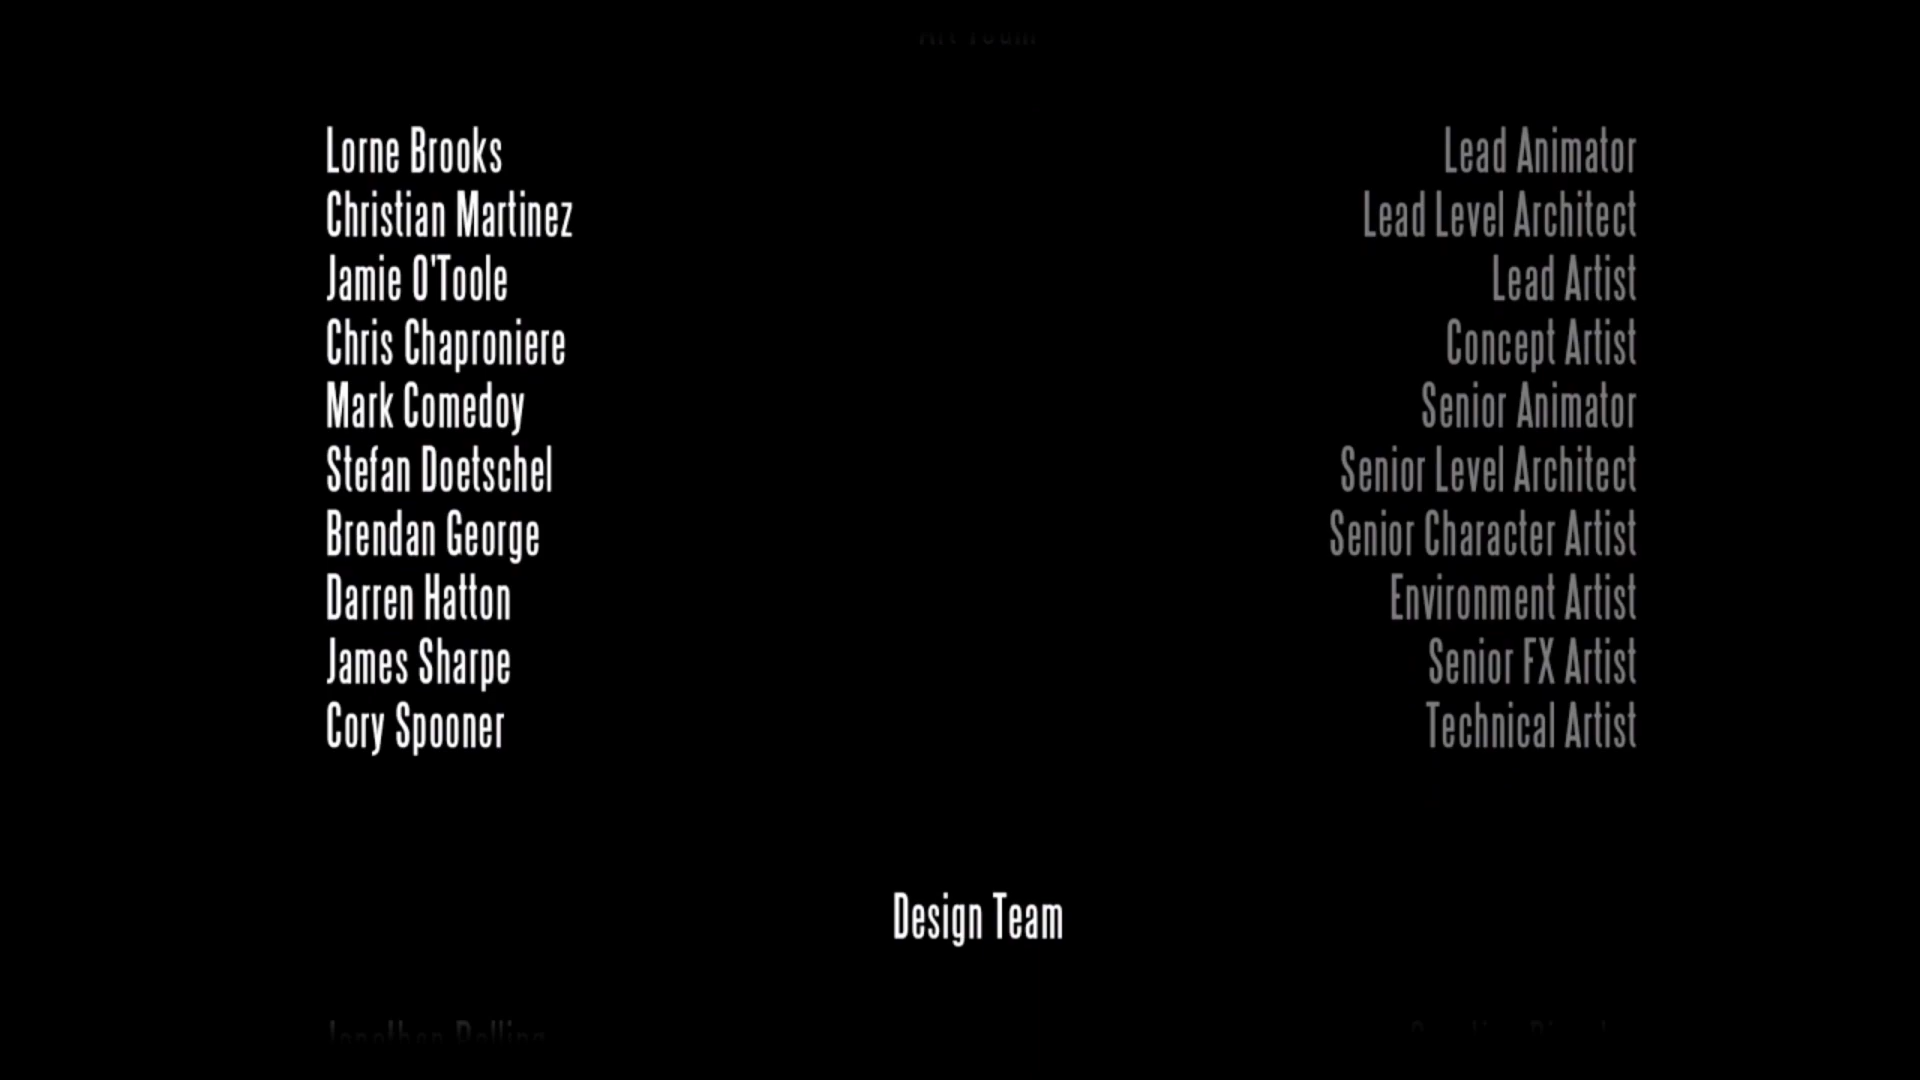 Art Team
Lorne Brooks Lead Animator
Christian Martinez Lead Level Architect
Jamie O'Toole Lead Artist
Chris Chaproniere Concept Artist
Mark Comedoy Senior Animator
Stefan Doetschel Senior Level Architect
Brendan George Senior Character Artist
Darren Hatton Environment Artist
James Sharpe Senior FX Artist
Cory Spooner Technical Artist
Design Team